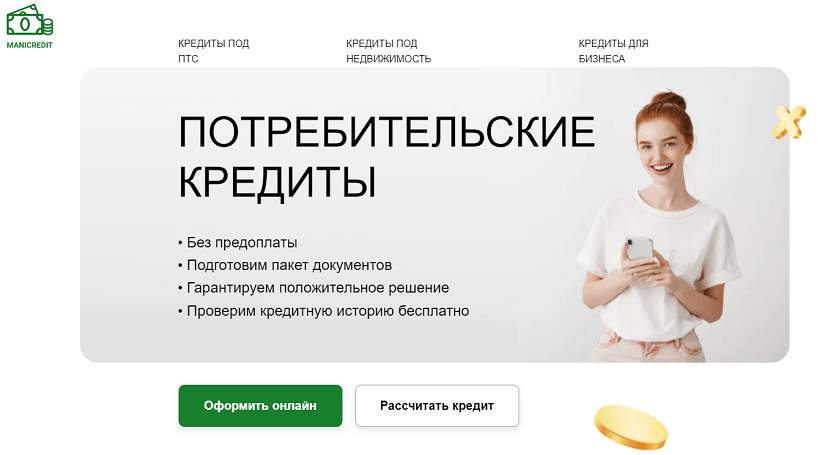 MANICREDIT
КРЕДИТЫ ПОД
ПТС
КРЕДИТЫ ПОД
НЕДВИЖИМОСТЬ
КРЕДИТЫ ДЛЯ
БИЗНЕСА
ПОТРЕБИТЕЛЬСКИЕ
КРЕДИТЫ
• Без предоплаты
• Подготовим пакет документов
• Гарантируем положительное решение
• Проверим кредитную историю бесплатно
Оформить онлайн
Рассчитать кредит